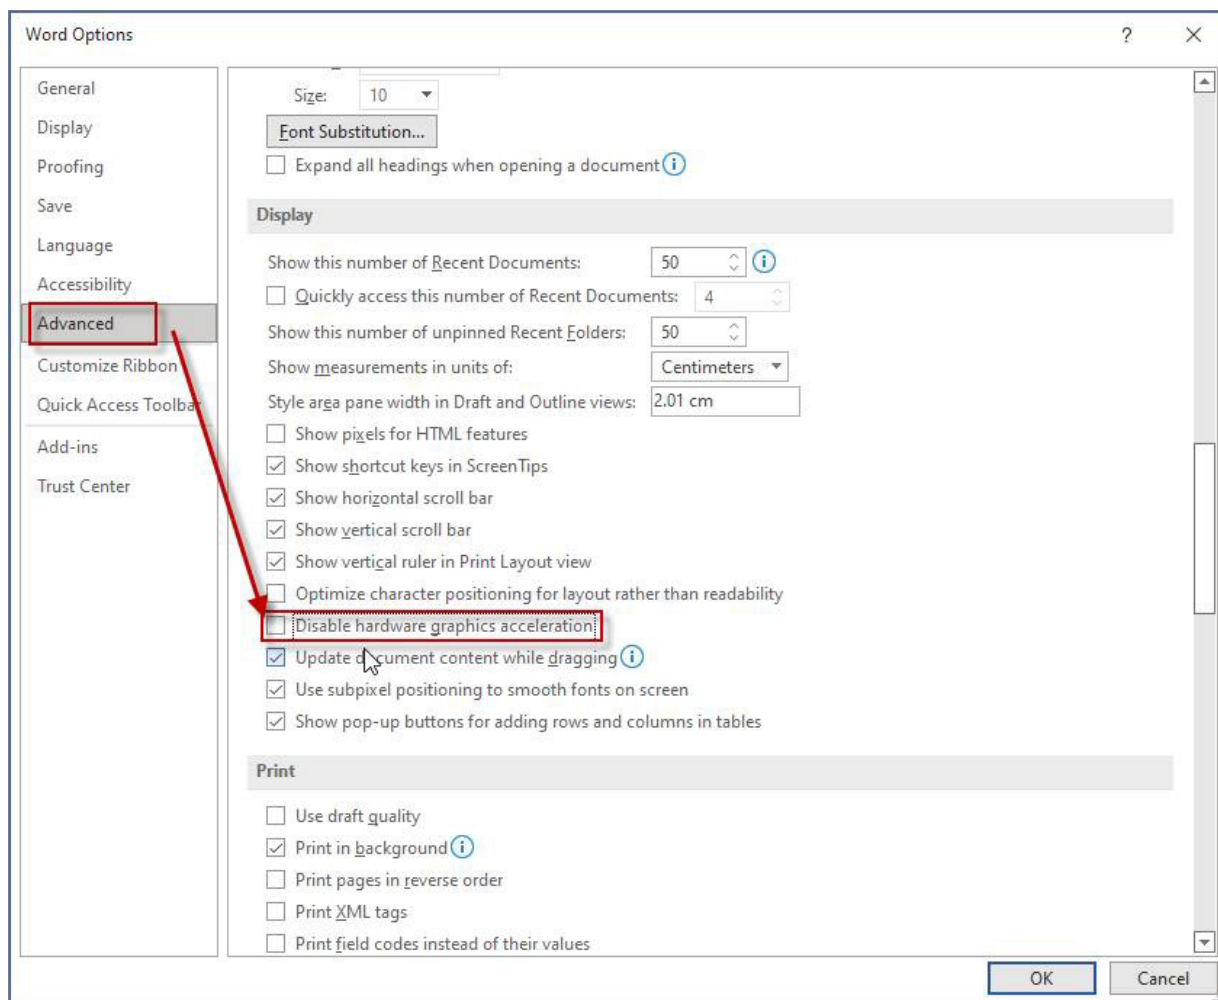 Word Options
?
General
Display
Proofing
Save
Language
Accessibility
Advanced
Customize Ribbon
Quick Access Toolbar
Add-ins
Trust Center
Size: 10
Font Substitution...
Expand all headings when opening a document
Display
Show this number of Recent Documents: 50
Quickly access this number of Recent Documents: 4
Show this number of unpinned Recent Folders: 50
Show measurements in units of: Centimeters
Style area pane width in Draft and Outline views: 2.01 cm
Show pixels for HTML features
Show shortcut keys in ScreenTips
Show horizontal scroll bar
Show vertical scroll bar
Show vertical ruler in Print Layout view
Optimize character positioning for layout rather than readability
Disable hardware graphics acceleration
Update document content while dragging
Use subpixel positioning to smooth fonts on screen
Show pop-up buttons for adding rows and columns in tables
Print
Use draft quality
Print in background
Print pages in reverse order
Print XML tags
Print field codes instead of their values
OK Cancel